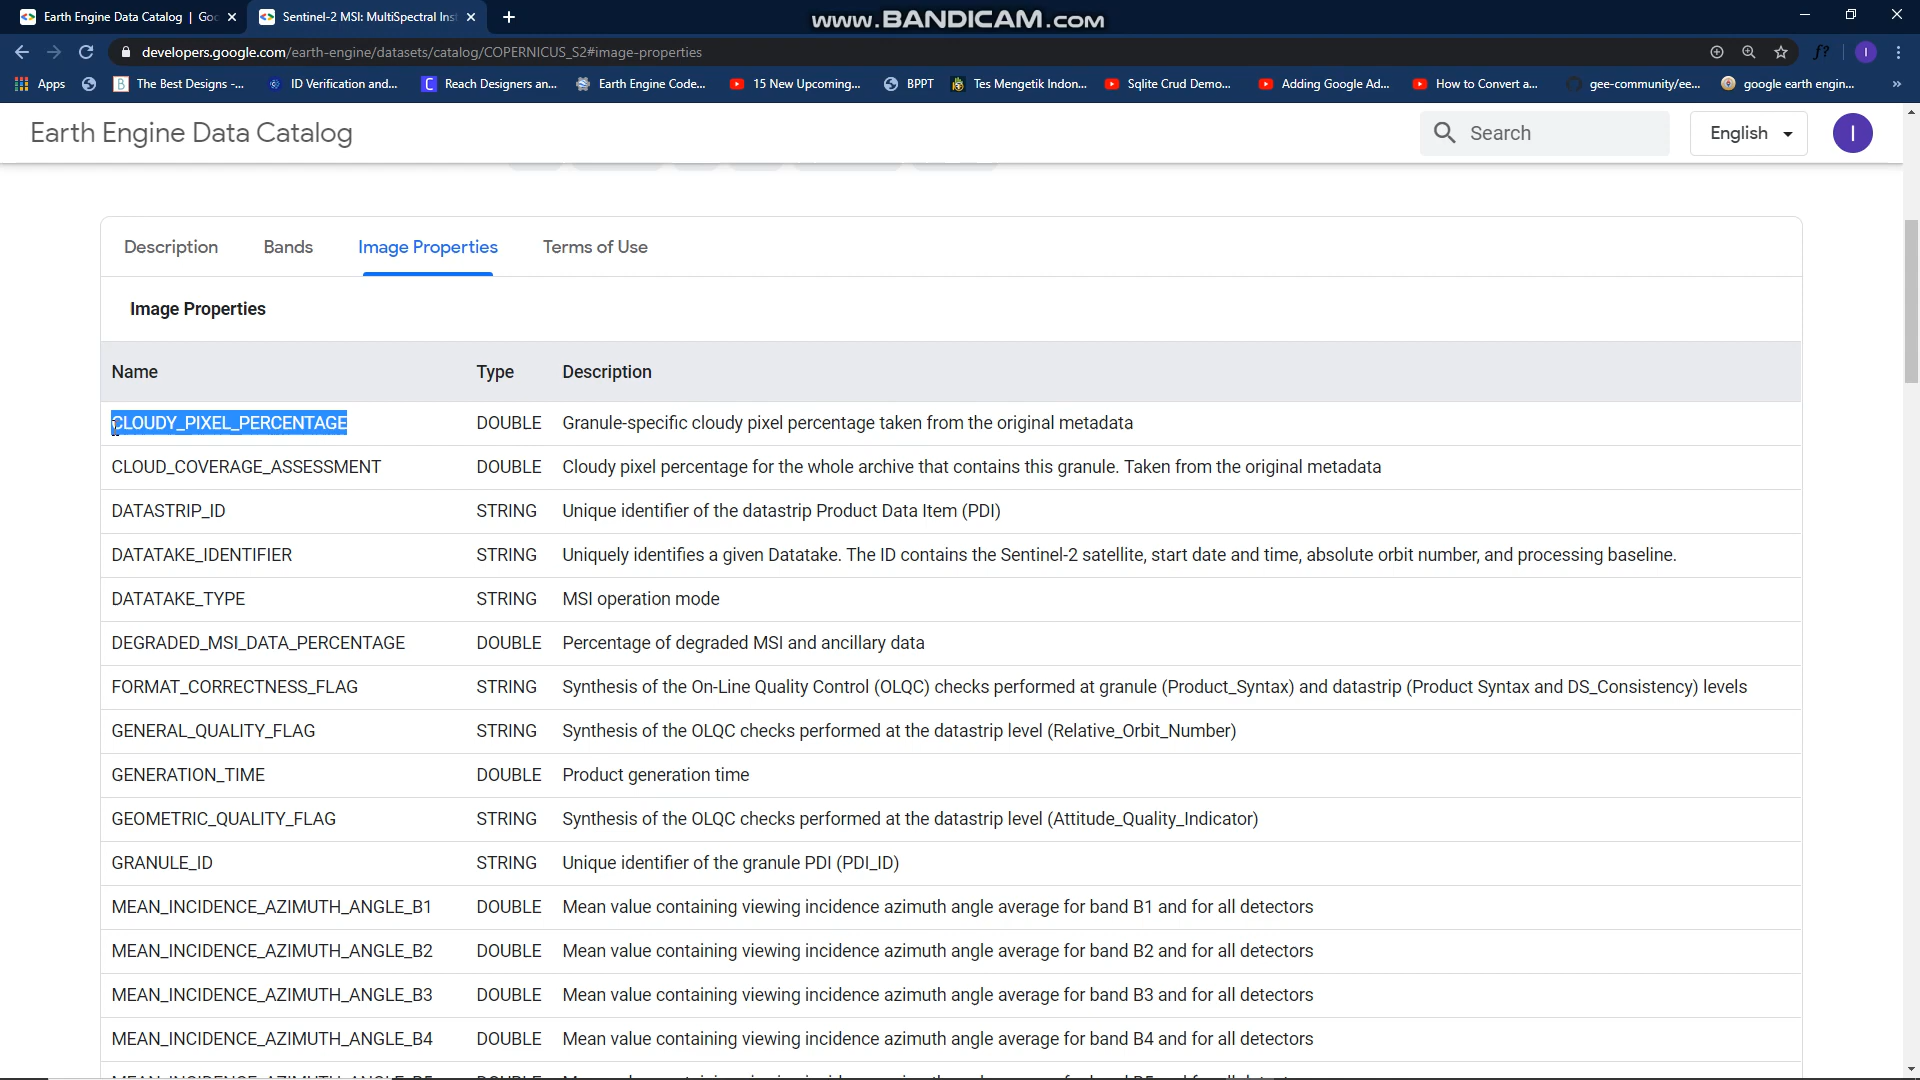 Earth Engine Data Catalog | Goo
Sentinel-2 MSI: MultiSpectral Inst
www.BANDICAM.com
developers.google.com/earth-engine/datasets/catalog/COPERNICUS_S2#image-properties
f?
I
Apps
The Best Designs -...
ID Verification and...
Reach Designers an...
Earth Engine Code...
15 New Upcoming...
BPPT
Tes Mengetik Indon...
Sqlite Crud Demo...
Adding Google Ad...
How to Convert a...
gee-community/ee...
google earth engin...
Earth Engine Data Catalog
Search
English
I
Description Bands Image Properties Terms of Use
Image Properties
Name Type Description
CLOUDY_PIXEL_PERCENTAGE DOUBLE Granule-specific cloudy pixel percentage taken from the original metadata
CLOUD_COVERAGE_ASSESSMENT DOUBLE Cloudy pixel percentage for the whole archive that contains this granule. Taken from the original metadata
DATASTRIP_ID STRING Unique identifier of the datastrip Product Data Item (PDI)
DATATAKE_IDENTIFIER STRING Uniquely identifies a given Datatake. The ID contains the Sentinel-2 satellite, start date and time, absolute orbit number, and processing baseline.
DATATAKE_TYPE STRING MSI operation mode
DEGRADED_MSI_DATA_PERCENTAGE DOUBLE Percentage of degraded MSI and ancillary data
FORMAT_CORRECTNESS_FLAG STRING Synthesis of the On-Line Quality Control (OLQC) checks performed at granule (Product_Syntax) and datastrip (Product Syntax and DS_Consistency) levels
GENERAL_QUALITY_FLAG STRING Synthesis of the OLQC checks performed at the datastrip level (Relative_Orbit_Number)
GENERATION_TIME DOUBLE Product generation time
GEOMETRIC_QUALITY_FLAG STRING Synthesis of the OLQC checks performed at the datastrip level (Attitude_Quality_Indicator)
GRANULE_ID STRING Unique identifier of the granule PDI (PDI_ID)
MEAN_INCIDENCE_AZIMUTH_ANGLE_B1 DOUBLE Mean value containing viewing incidence azimuth angle average for band B1 and for all detectors
MEAN_INCIDENCE_AZIMUTH_ANGLE_B2 DOUBLE Mean value containing viewing incidence azimuth angle average for band B2 and for all detectors
MEAN_INCIDENCE_AZIMUTH_ANGLE_B3 DOUBLE Mean value containing viewing incidence azimuth angle average for band B3 and for all detectors
MEAN_INCIDENCE_AZIMUTH_ANGLE_B4 DOUBLE Mean value containing viewing incidence azimuth angle average for band B4 and for all detectors